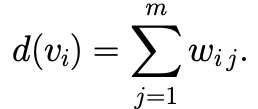 d(v_i) = \sum_{j=1}^{m} w_{ij}.